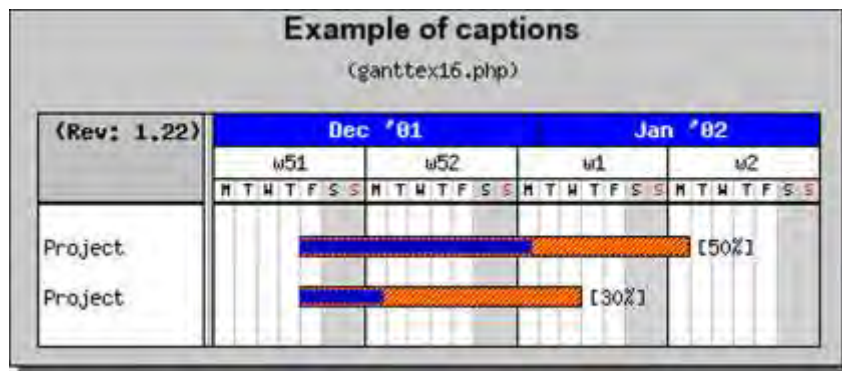 Example of captions
(ganttex16.php)
(Rev: 1.22) Dec '01 Jan '02
w51 w52 w1 w2
M T W T F S S M T W T F S S M T W T F S S M T W T F S S
Project [50%]
Project [30%]